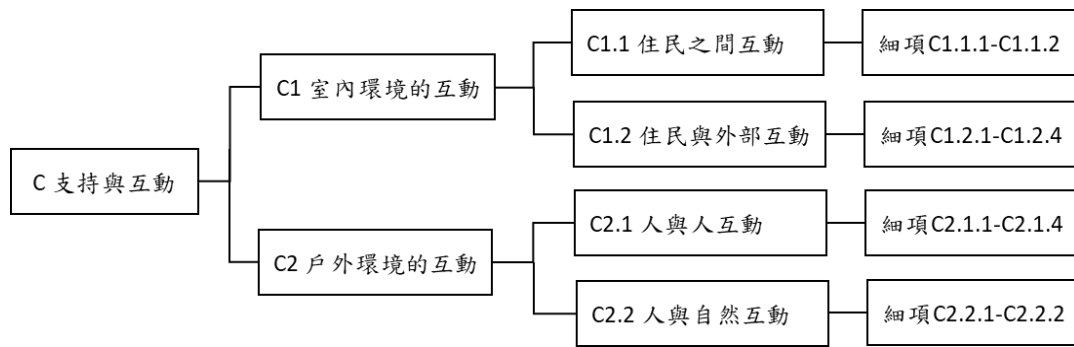 C 支持與互動
C1 室內環境的互動
C1.1 住民之間互動
細項C1.1.1-C1.1.2
C1.2 住民與外部互動
細項C1.2.1-C1.2.4
C2 戶外環境的互動
C2.1 人與人互動
細項C2.1.1-C2.1.4
C2.2 人與自然互動
細項C2.2.1-C2.2.2